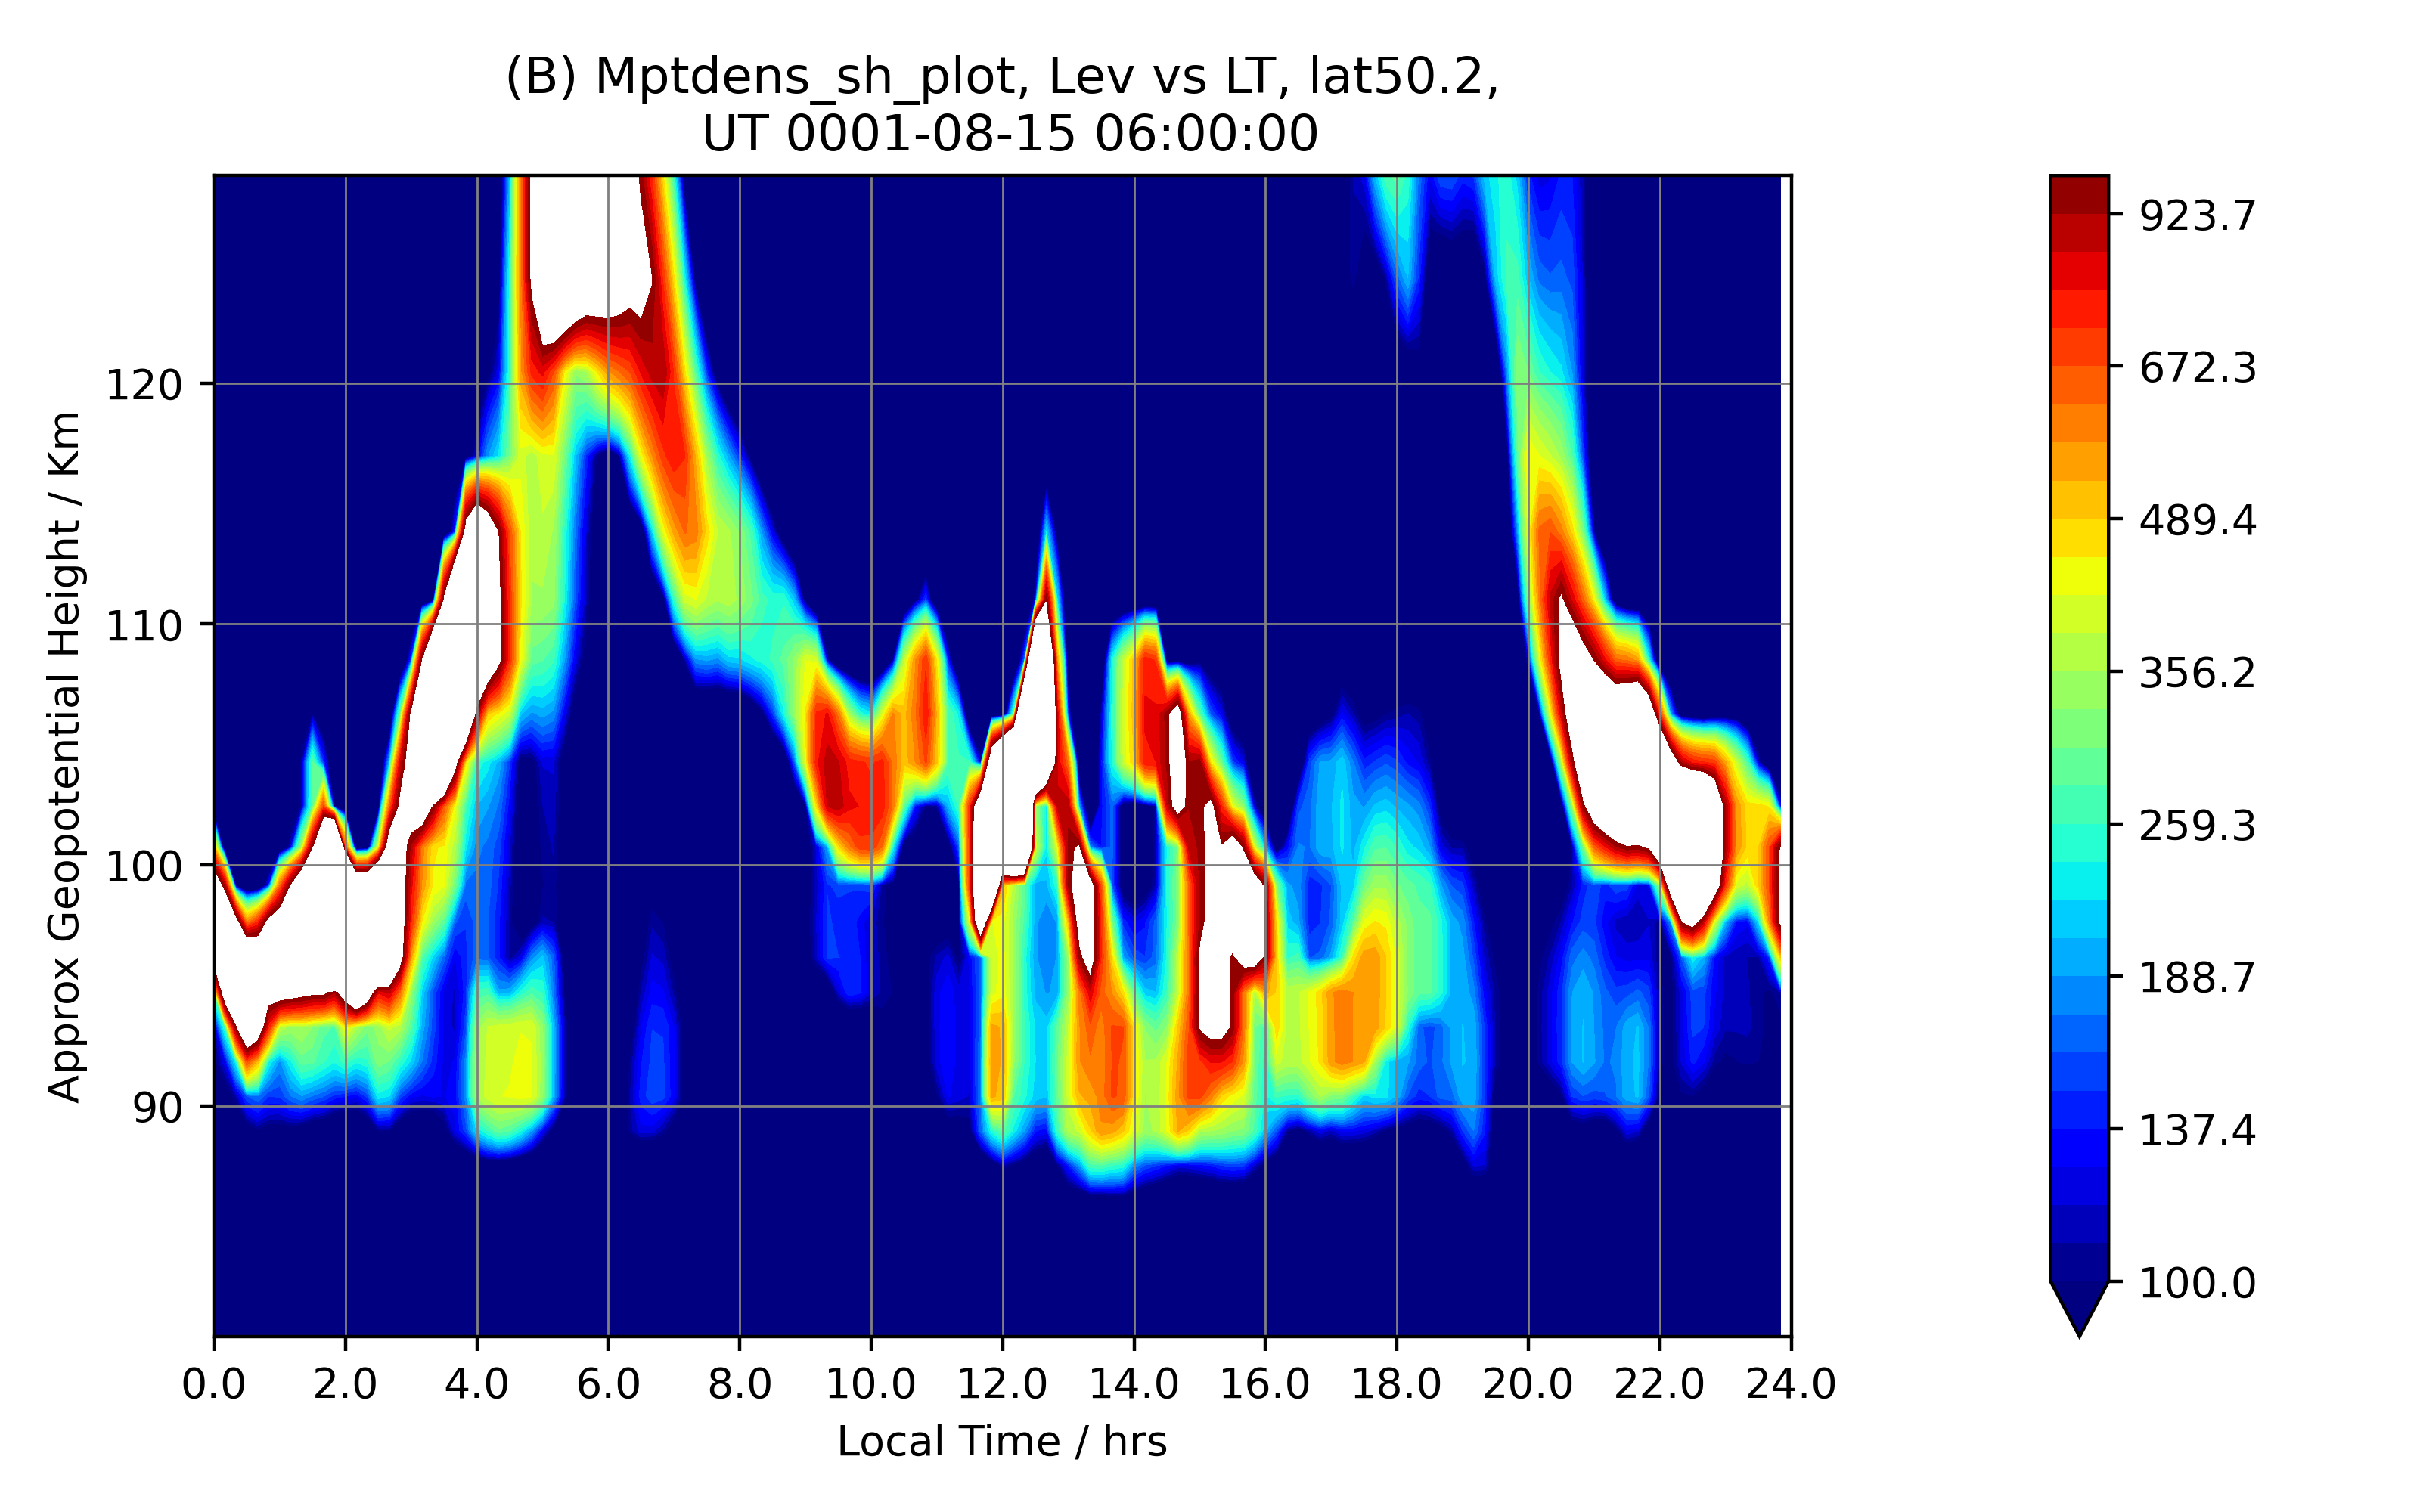 (B) Mptdens_sh_plot, Lev vs LT, lat50.2,
UT 0001-08-15 06:00:00
Approx Geopotential Height / Km
120
110
100
90
0.0 2.0 4.0 6.0 8.0 10.0 12.0 14.0 16.0 18.0 20.0 22.0 24.0
Local Time / hrs
923.7
672.3
489.4
356.2
259.3
188.7
137.4
100.0